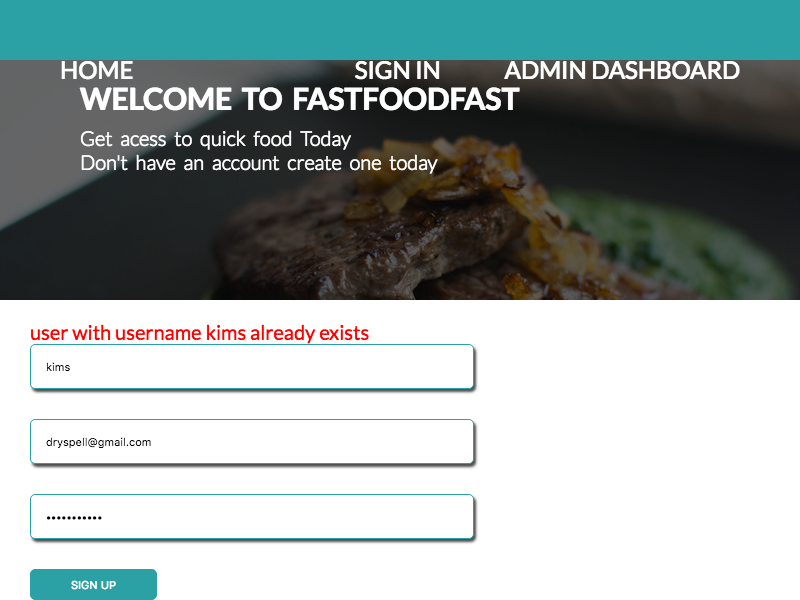 HOME SIGN IN ADMIN DASHBOARD
WELCOME TO FASTFOODFAST
Get acess to quick food Today
Don't have an account create one today
user with username kims already exists
kims
dryspell@gmail.com
•••••••••••
SIGN UP